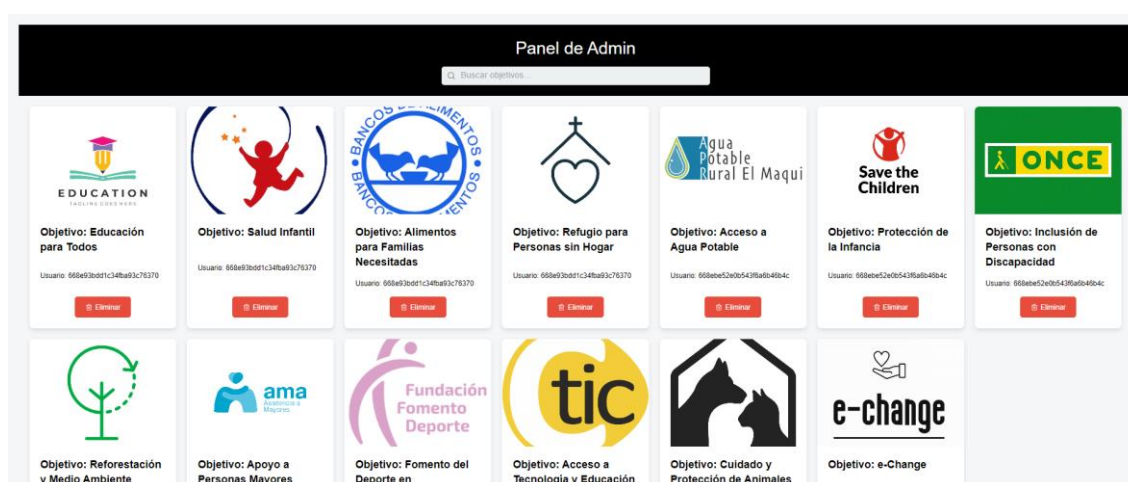 Panel de Admin
Buscar objetivos...
EDUCATION
TAGLINE GOES HERE
Objetivo: Educación
para Todos
Usuario: 668e93bdd1c34fba93c76370
Eliminar
Objetivo: Salud Infantil
Usuario: 668e93bdd1c34fba93c76370
Eliminar
BANCOS DE ALIMENTOS
BANCOS DE ALIMENTOS
Objetivo: Alimentos
para Familias
Necesitadas
Usuario: 668e93bdd1c34fba93c76370
Eliminar
Objetivo: Refugio para
Personas sin Hogar
Usuario: 668e93bdd1c34fba93c76370
Eliminar
Agua
Potable
Rural El Maqui
Objetivo: Acceso a
Agua Potable
Usuario: 668ebe52e0b543f6a6b46b4c
Eliminar
Save the
Children
Objetivo: Protección de
la Infancia
Usuario: 668ebe52e0b543f6a6b46b4c
Eliminar
ONCE
Objetivo: Inclusión de
Personas con
Discapacidad
Usuario: 668ebe52e0b543f6a6b46b4c
Eliminar
Objetivo: Reforestación
y Medio Ambiente
ama
Asistencia a
Mayores
Objetivo: Apoyo a
Personas Mayores
Fundación
Fomento
Deporte
Objetivo: Fomento del
Deporte en
tic
Objetivo: Acceso a
Tecnología y Educación
Objetivo: Cuidado y
Protección de Animales
e-change
Objetivo: e-Change